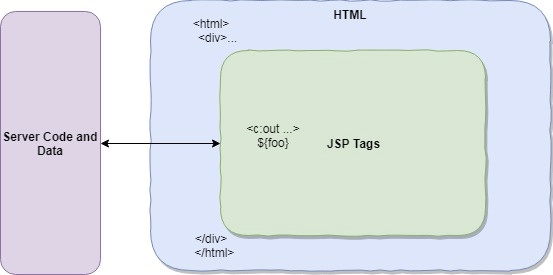 HTML
<html>
<div>...
<c:out ...>
${foo}
JSP Tags
Server Code and
Data
</div>
</html>